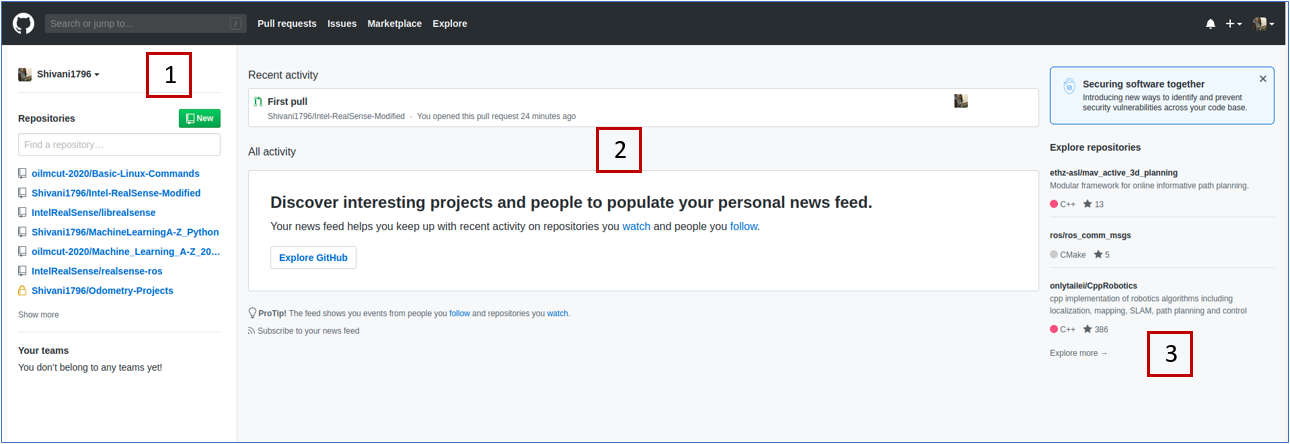 Search or jump to… /
Pull requests Issues Marketplace Explore
Shivani1796
1
Repositories
New
Find a repository…
oilmcut-2020/Basic-Linux-Commands
Shivani1796/Intel-RealSense-Modified
IntelRealSense/librealsense
Shivani1796/MachineLearningA-Z_Python
oilmcut-2020/Machine_Learning_A-Z_20…
IntelRealSense/realsense-ros
Shivani1796/Odometry-Projects
Show more
Your teams
You don’t belong to any teams yet!
Recent activity
First pull
Shivani1796/Intel-RealSense-Modified · You opened this pull request 24 minutes ago
2
All activity
Discover interesting projects and people to populate your personal news feed.
Your news feed helps you keep up with recent activity on repositories you watch and people you follow.
Explore GitHub
ProTip! The feed shows you events from people you follow and repositories you watch.
Subscribe to your news feed
Securing software together
Introducing new ways to identify and prevent
security vulnerabilities across your code base.
Explore repositories
ethz-asl/mav_active_3d_planning
Modular framework for online informative path planning.
C++ 13
ros/ros_comm_msgs
CMake 5
onlytailei/CppRobotics
cpp implementation of robotics algorithms including
localization, mapping, SLAM, path planning and control
C++ 386
Explore more →
3